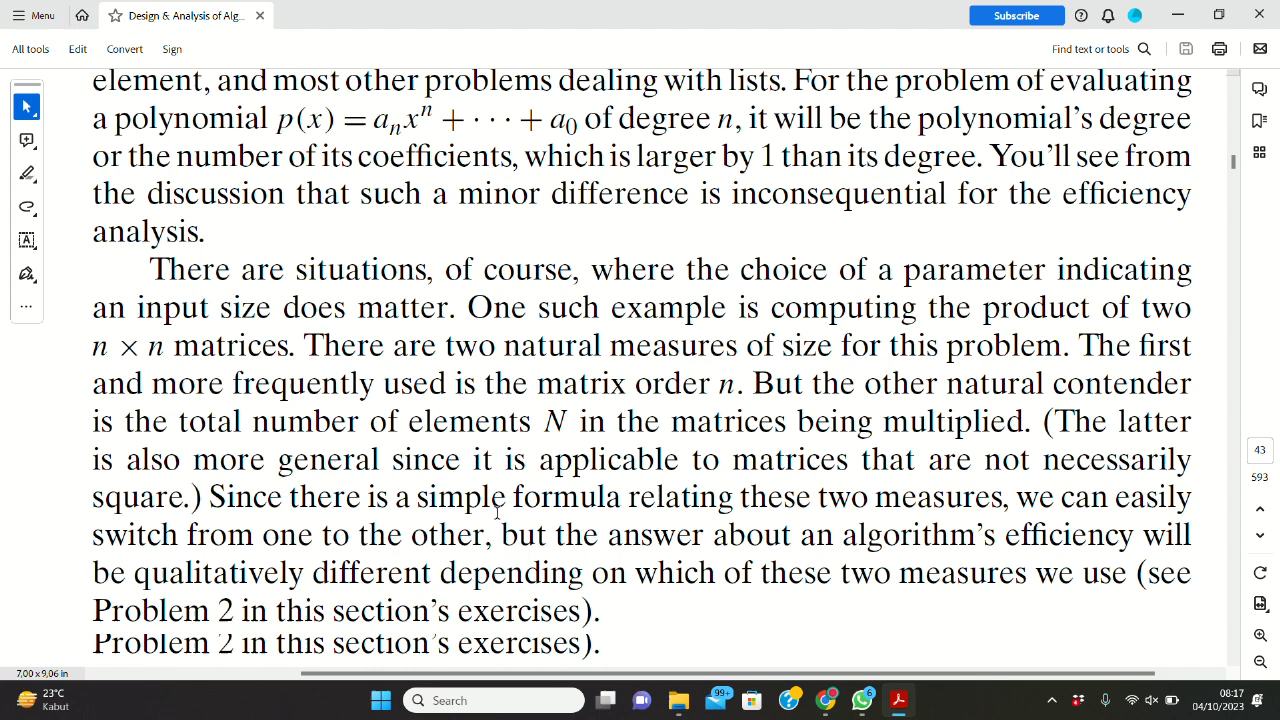 Menu
Design & Analysis of Alg...
Subscribe
All tools
Edit
Convert
Sign
Find text or tools
element, and most other problems dealing with lists. For the problem of evaluating
a polynomial p(x) = aₙxⁿ + · · · + a₀ of degree n, it will be the polynomial’s degree
or the number of its coefficients, which is larger by 1 than its degree. You’ll see from
the discussion that such a minor difference is inconsequential for the efficiency
analysis.
There are situations, of course, where the choice of a parameter indicating
an input size does matter. One such example is computing the product of two
n × n matrices. There are two natural measures of size for this problem. The first
and more frequently used is the matrix order n. But the other natural contender
is the total number of elements N in the matrices being multiplied. (The latter
is also more general since it is applicable to matrices that are not necessarily
square.) Since there is a simple formula relating these two measures, we can easily
switch from one to the other, but the answer about an algorithm’s efficiency will
be qualitatively different depending on which of these two measures we use (see
Problem 2 in this section’s exercises).
Problem 2 in this section’s exercises).
43
593
7,00 x 9,06 in
23°C
Kabut
Search
99+
6
08:17
04/10/2023